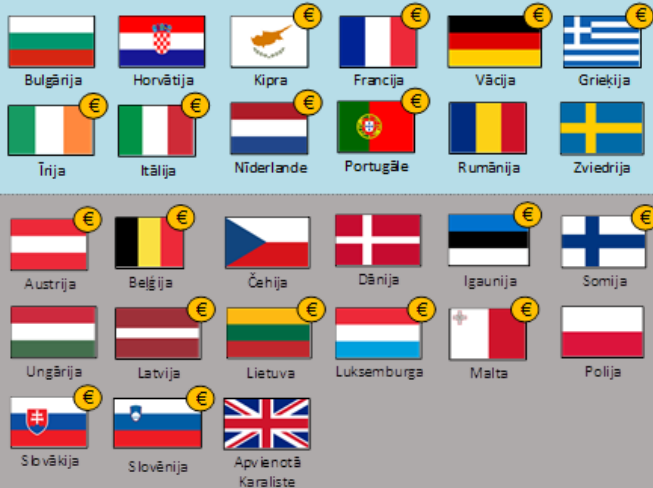 € € € €
Bulgārija Horvātija Kipra Francija Vācija Grieķija
€ € € €
Īrija Itālija Nīderlande Portugāle Rumānija Zviedrija
€ € € €
Austrija Beļģija Čehija Dānija Igaunija Somija
€ € € €
Ungārija Latvija Lietuva Luksemburga Malta Polija
€ €
Slovākija Slovēnija Apvienotā
Karaliste